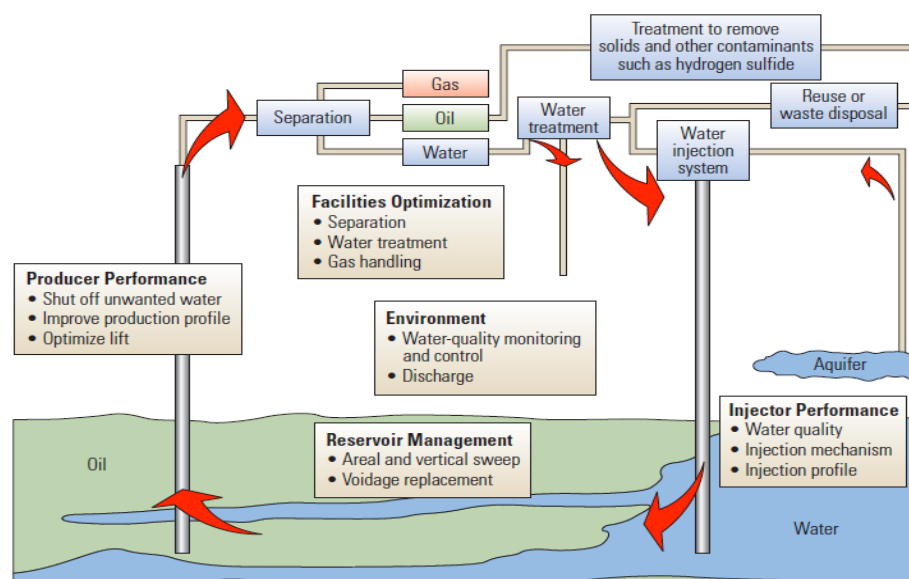 Treatment to remove
solids and other contaminants
such as hydrogen sulfide
Gas
Separation
Oil
Water
Water
treatment
Reuse or
waste disposal
Water
injection
system
Facilities Optimization
• Separation
• Water treatment
• Gas handling
Producer Performance
• Shut off unwanted water
• Improve production profile
• Optimize lift
Environment
• Water-quality monitoring
and control
• Discharge
Aquifer
Injector Performance
• Water quality
• Injection mechanism
• Injection profile
Reservoir Management
• Areal and vertical sweep
• Voidage replacement
Oil
Water